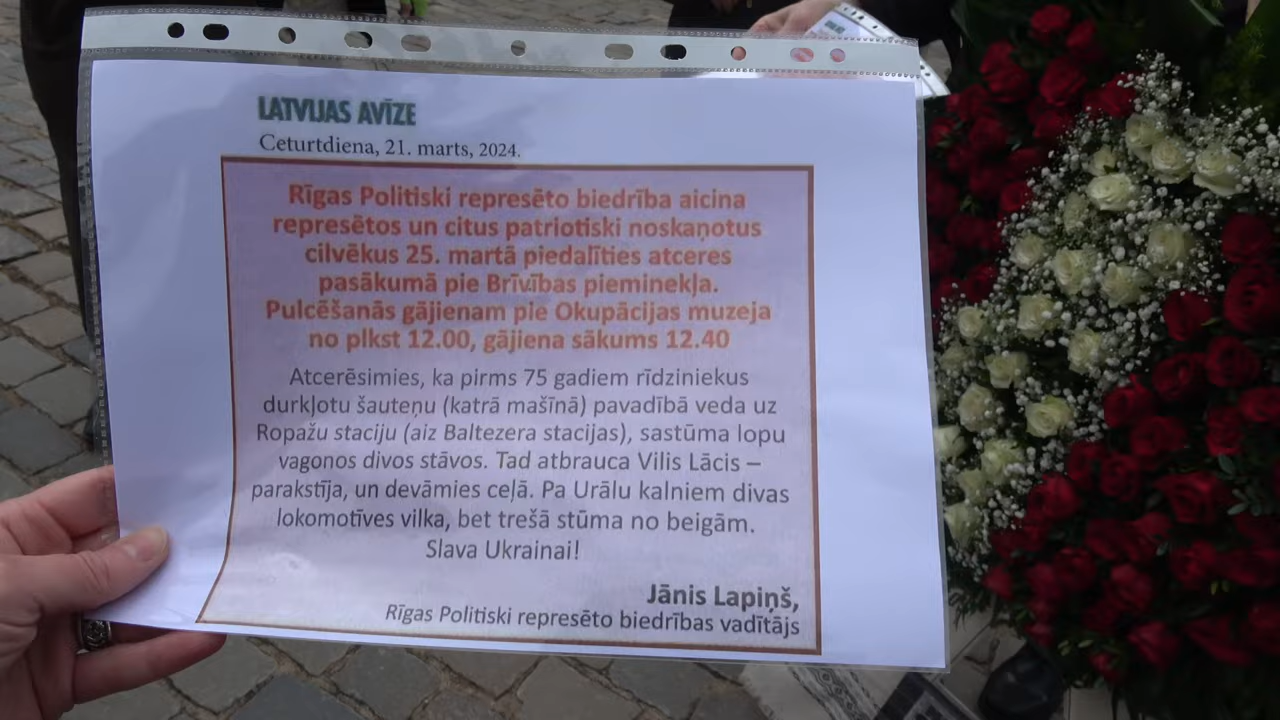 LATVIJAS AVĪZE
Ceturtdiena, 21. marts, 2024.
Rīgas Politiski represēto biedrība aicina
represētos un citus patriotiski noskaņotus
cilvēkus 25. martā piedalīties atceres
pasākumā pie Brīvības pieminekļa.
Pulcēšanās gājienam pie Okupācijas muzeja
no plkst 12.00, gājiena sākums 12.40
Atcerēsimies, ka pirms 75 gadiem rīdziniekus
durkļotu šauteņu (katrā mašīnā) pavadībā veda uz
Ropažu staciju (aiz Baltezera stacijas), sastūma lopu
vagonos divos stāvos. Tad atbrauca Vilis Lācis –
parakstīja, un devāmies ceļā. Pa Urālu kalniem divas
lokomotīves vilka, bet trešā stūma no beigām.
Slava Ukrainai!
Jānis Lapiņš,
Rīgas Politiski represēto biedrības vadītājs